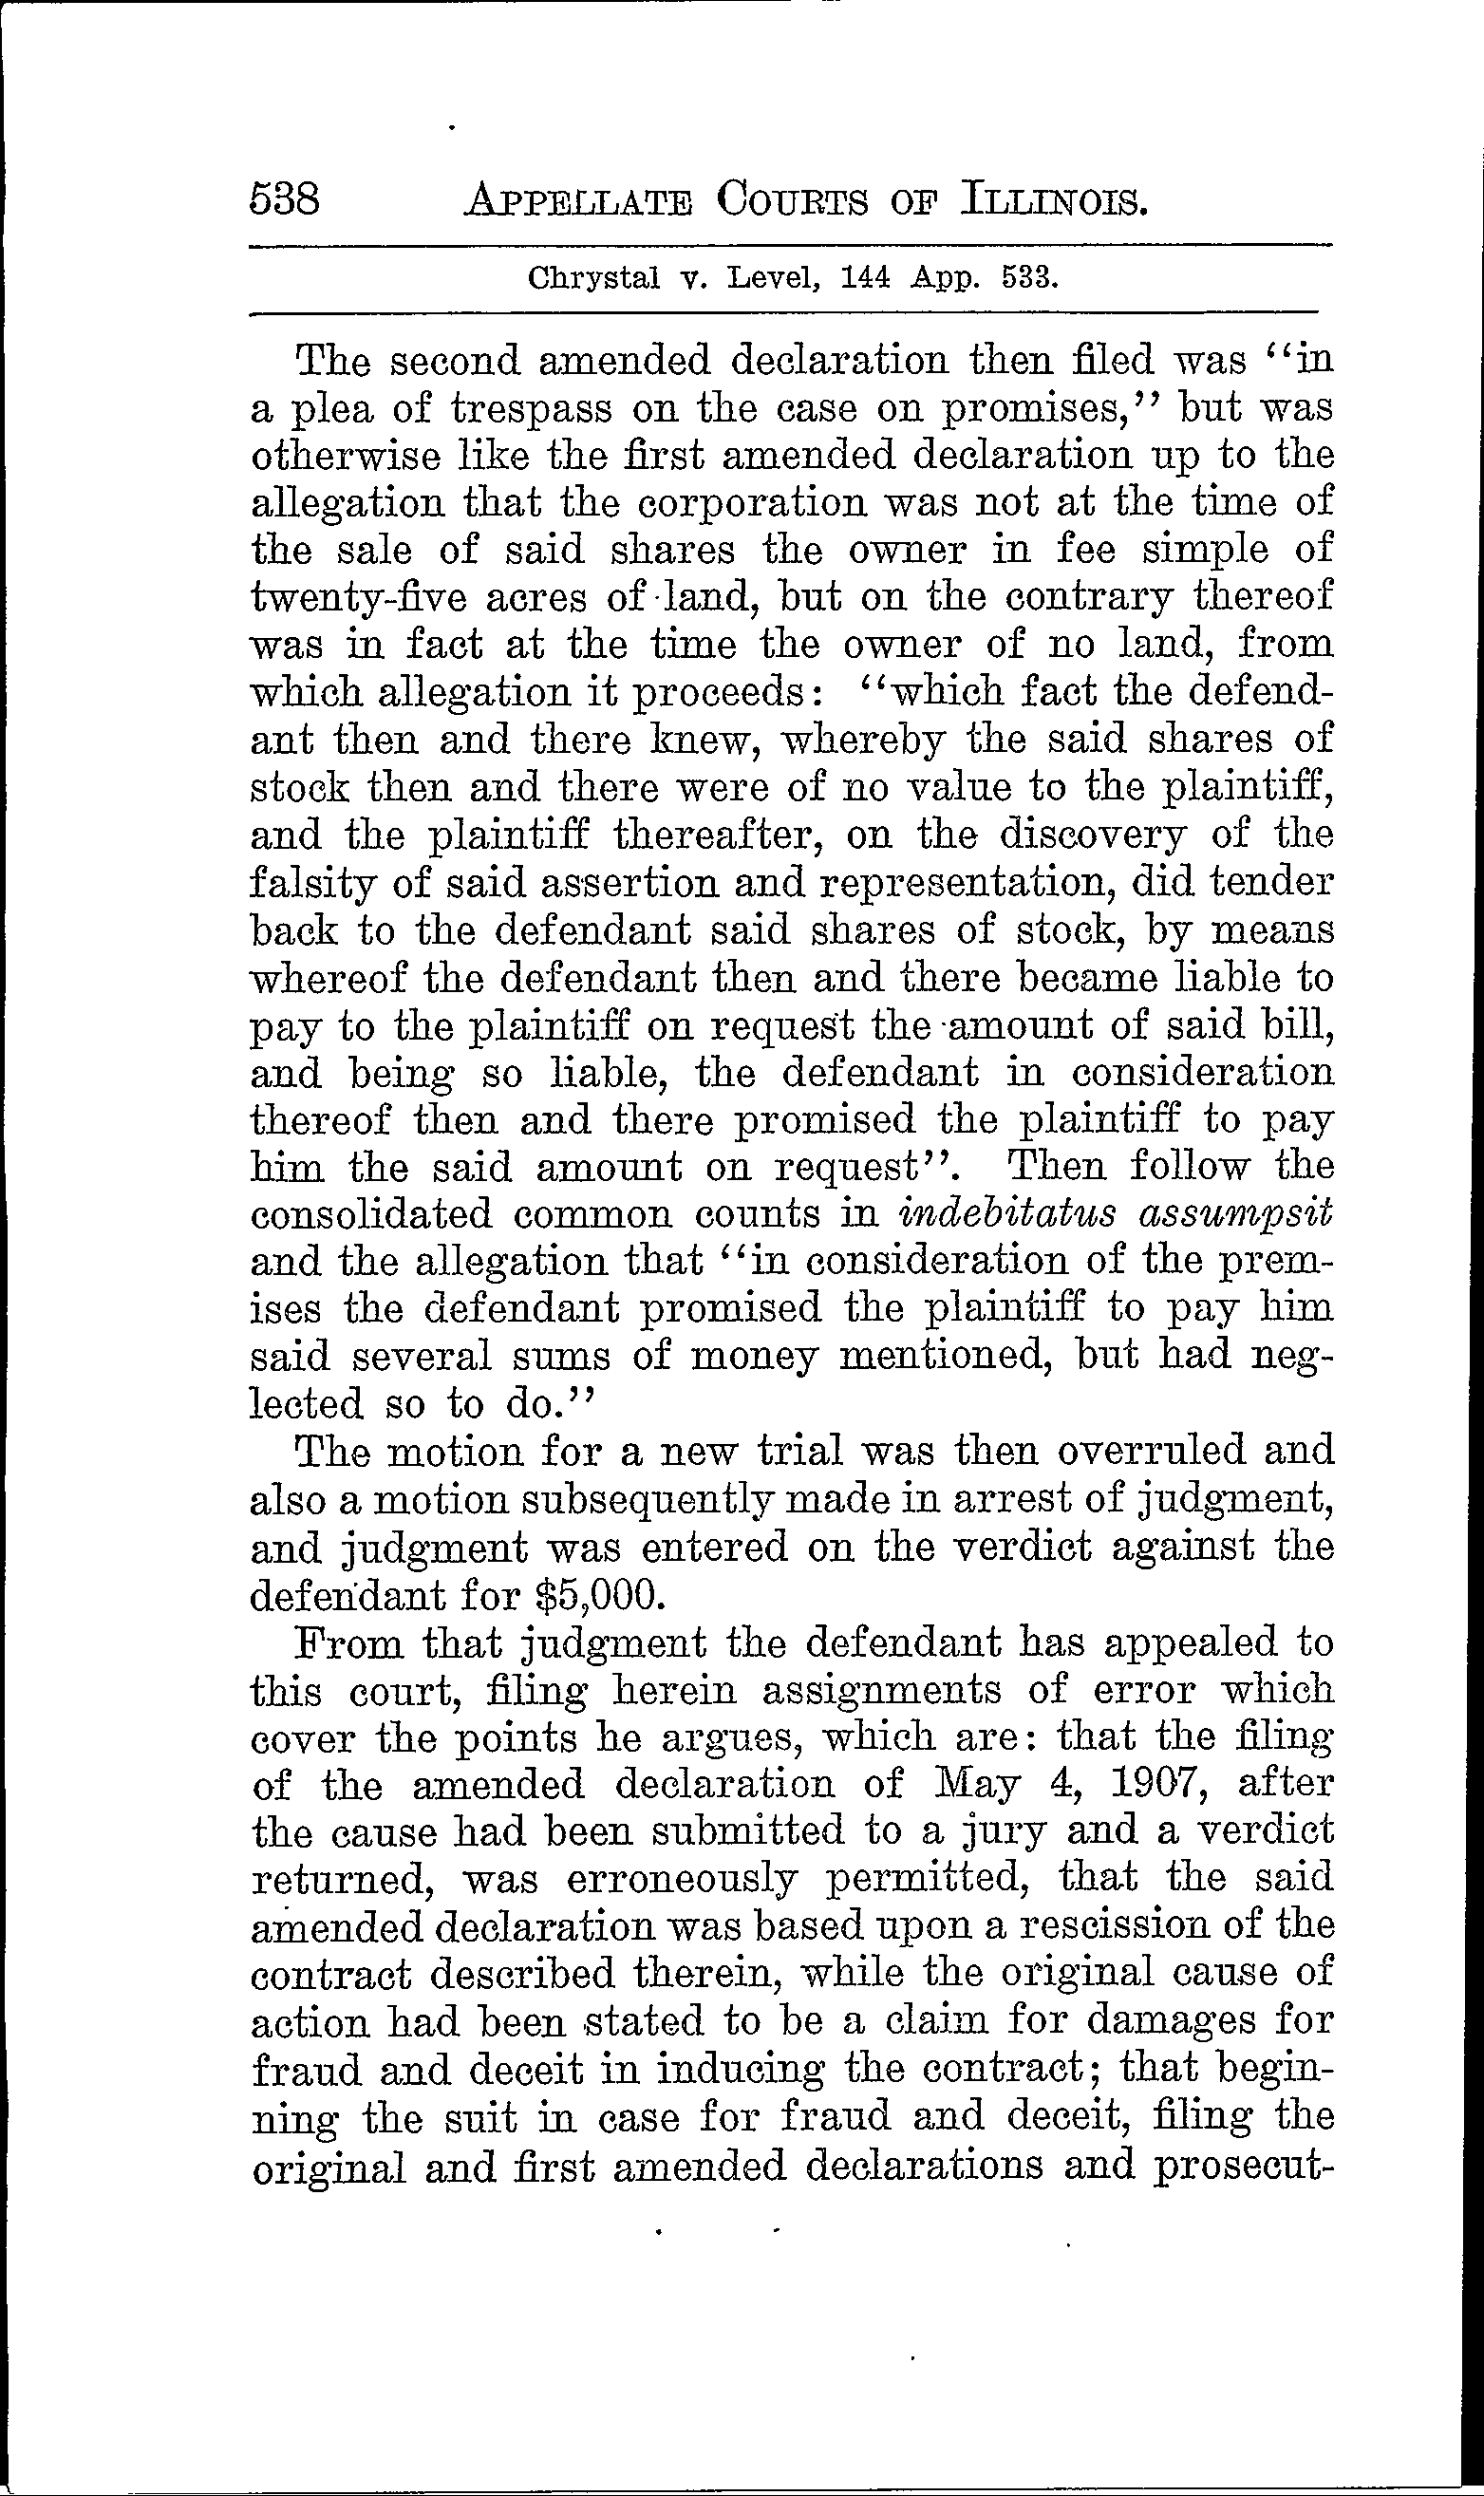 538 APPELLATE COURTS OF ILLINOIS.
Chrystal v. Level, 144 App. 533.
The second amended declaration then filed was "in
a plea of trespass on the case on promises," but was
otherwise like the first amended declaration up to the
allegation that the corporation was not at the time of
the sale of said shares the owner in fee simple of
twenty-five acres of land, but on the contrary thereof
was in fact at the time the owner of no land, from
which allegation it proceeds: "which fact the defend-
ant then and there knew, whereby the said shares of
stock then and there were of no value to the plaintiff,
and the plaintiff thereafter, on the discovery of the
falsity of said assertion and representation, did tender
back to the defendant said shares of stock, by means
whereof the defendant then and there became liable to
pay to the plaintiff on request the amount of said bill,
and being so liable, the defendant in consideration
thereof then and there promised the plaintiff to pay
him the said amount on request". Then follow the
consolidated common counts in indebitatus assumpsit
and the allegation that "in consideration of the prem-
ises the defendant promised the plaintiff to pay him
said several sums of money mentioned, but had neg-
lected so to do."
The motion for a new trial was then overruled and
also a motion subsequently made in arrest of judgment,
and judgment was entered on the verdict against the
defendant for $5,000.
From that judgment the defendant has appealed to
this court, filing herein assignments of error which
cover the points he argues, which are: that the filing
of the amended declaration of May 4, 1907, after
the cause had been submitted to a jury and a verdict
returned, was erroneously permitted, that the said
amended declaration was based upon a rescission of the
contract described therein, while the original cause of
action had been stated to be a claim for damages for
fraud and deceit in inducing the contract; that begin-
ning the suit in case for fraud and deceit, filing the
original and first amended declarations and prosecut-